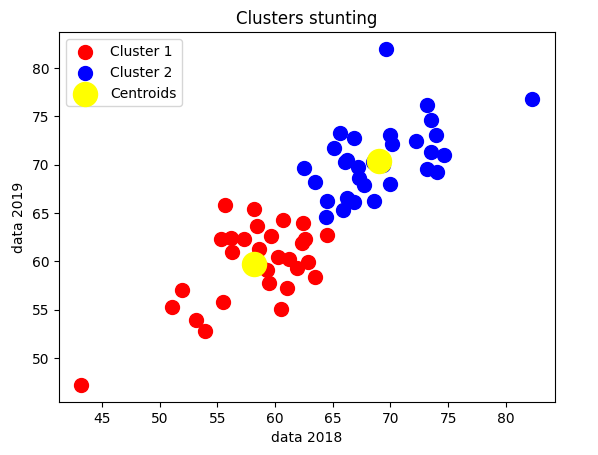 Clusters stunting
Cluster 1
Cluster 2
Centroids
80
75
70
65
60
55
50
data 2019
45 50 55 60 65 70 75 80
data 2018